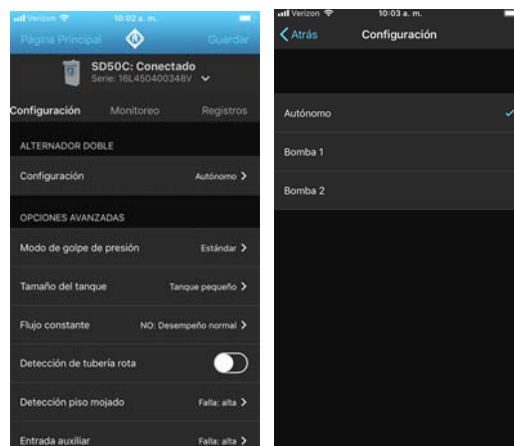 Verizon 10:02 a. m.
Página Principal Guardar
SD50C: Conectado
Serie: 16L450400348V
Configuración Monitoreo Registros
ALTERNADOR DOBLE
Configuración Autónomo
OPCIONES AVANZADAS
Modo de golpe de presión Estándar
Tamaño del tanque Tanque pequeño
Flujo constante NO: Desempeño normal
Detección de tubería rota
Detección piso mojado Falla: alta
Entrada auxiliar Falla: alta
Verizon 10:03 a. m.
Atrás Configuración
Autónomo
Bomba 1
Bomba 2